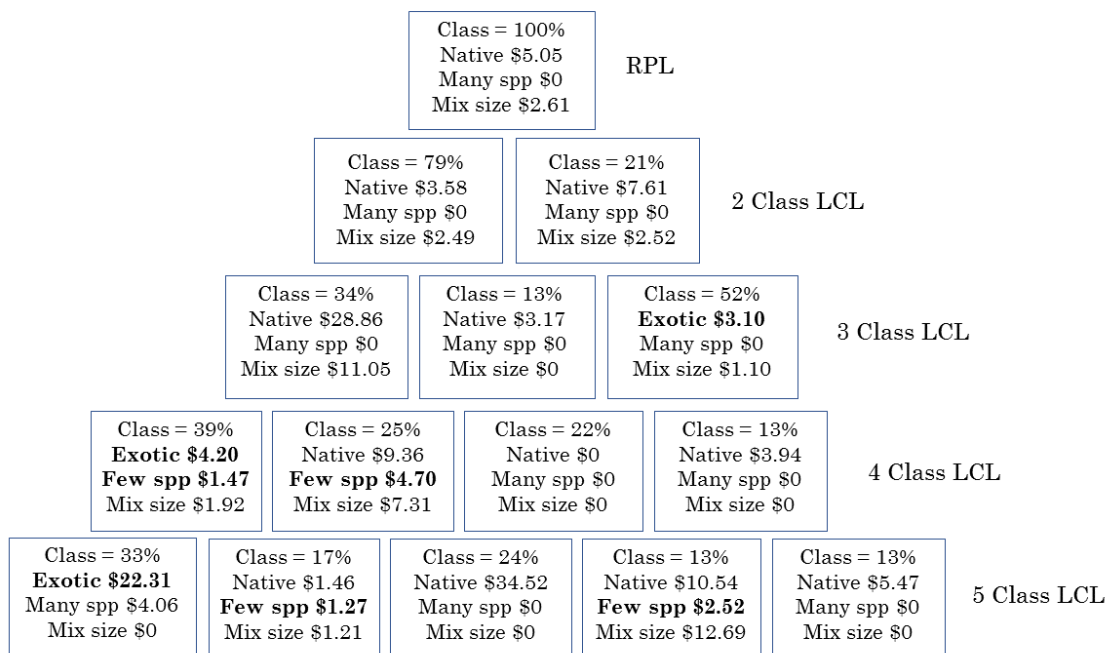 Class = 100%
Native $5.05
Many spp $0
Mix size $2.61
RPL
Class = 79%
Native $3.58
Many spp $0
Mix size $2.49
Class = 21%
Native $7.61
Many spp $0
Mix size $2.52
2 Class LCL
Class = 34%
Native $28.86
Many spp $0
Mix size $11.05
Class = 13%
Native $3.17
Many spp $0
Mix size $0
Class = 52%
Exotic $3.10
Many spp $0
Mix size $1.10
3 Class LCL
Class = 39%
Exotic $4.20
Few spp $1.47
Mix size $1.92
Class = 25%
Native $9.36
Few spp $4.70
Mix size $7.31
Class = 22%
Native $0
Many spp $0
Mix size $0
Class = 13%
Native $3.94
Many spp $0
Mix size $0
4 Class LCL
Class = 33%
Exotic $22.31
Many spp $4.06
Mix size $0
Class = 17%
Native $1.46
Few spp $1.27
Mix size $1.21
Class = 24%
Native $34.52
Many spp $0
Mix size $0
Class = 13%
Native $10.54
Few spp $2.52
Mix size $12.69
Class = 13%
Native $5.47
Many spp $0
Mix size $0
5 Class LCL